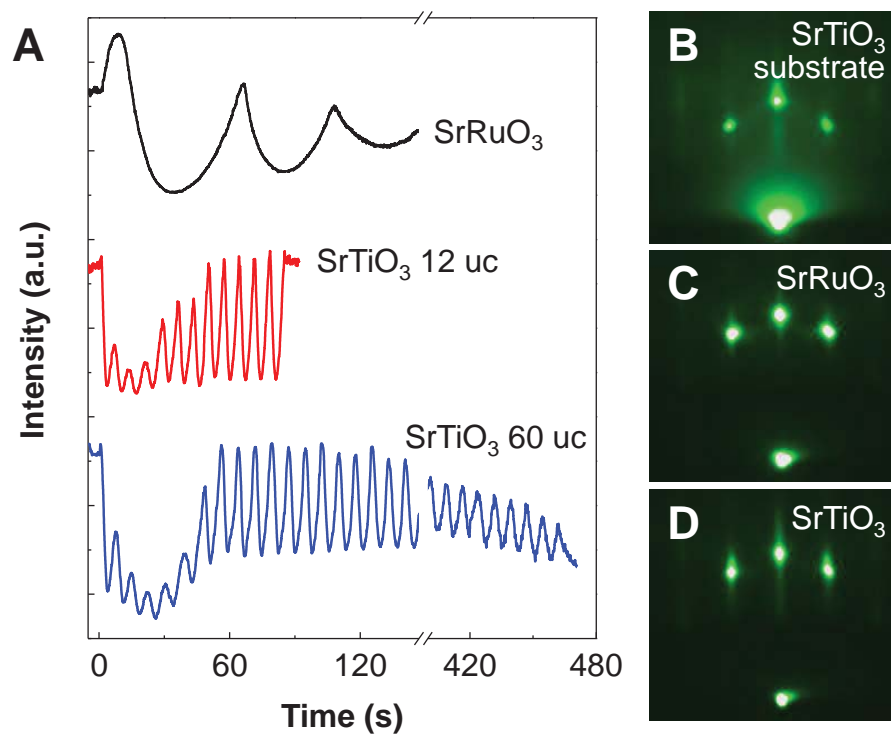 A
SrRuO₃
SrTiO₃ 12 uc
SrTiO₃ 60 uc
Intensity (a.u.)
0
60
120
420
480
Time (s)
B
SrTiO₃
substrate
C
SrRuO₃
D
SrTiO₃